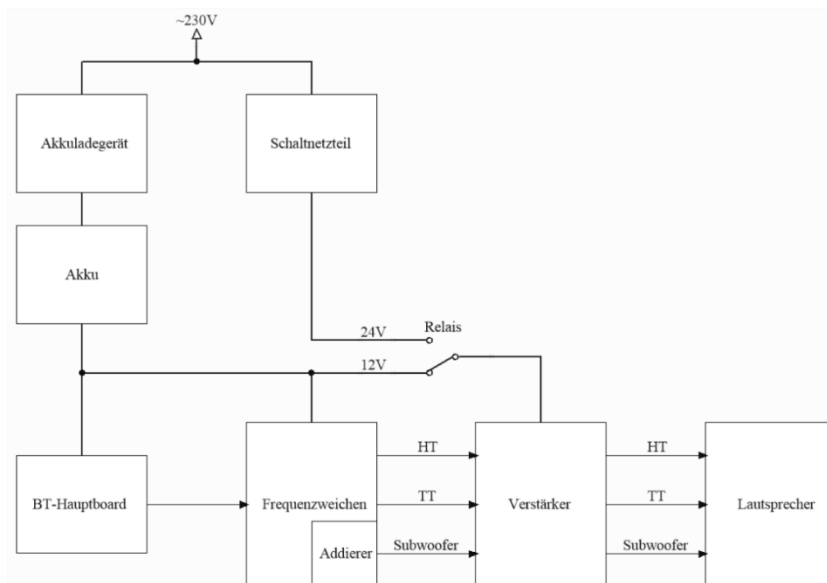 ~230V
Akkuladegerät
Schaltnetzteil
Akku
24V
Relais
12V
HT
HT
BT-Hauptboard
Frequenzweichen
TT
Verstärker
TT
Lautsprecher
Addierer
Subwoofer
Subwoofer